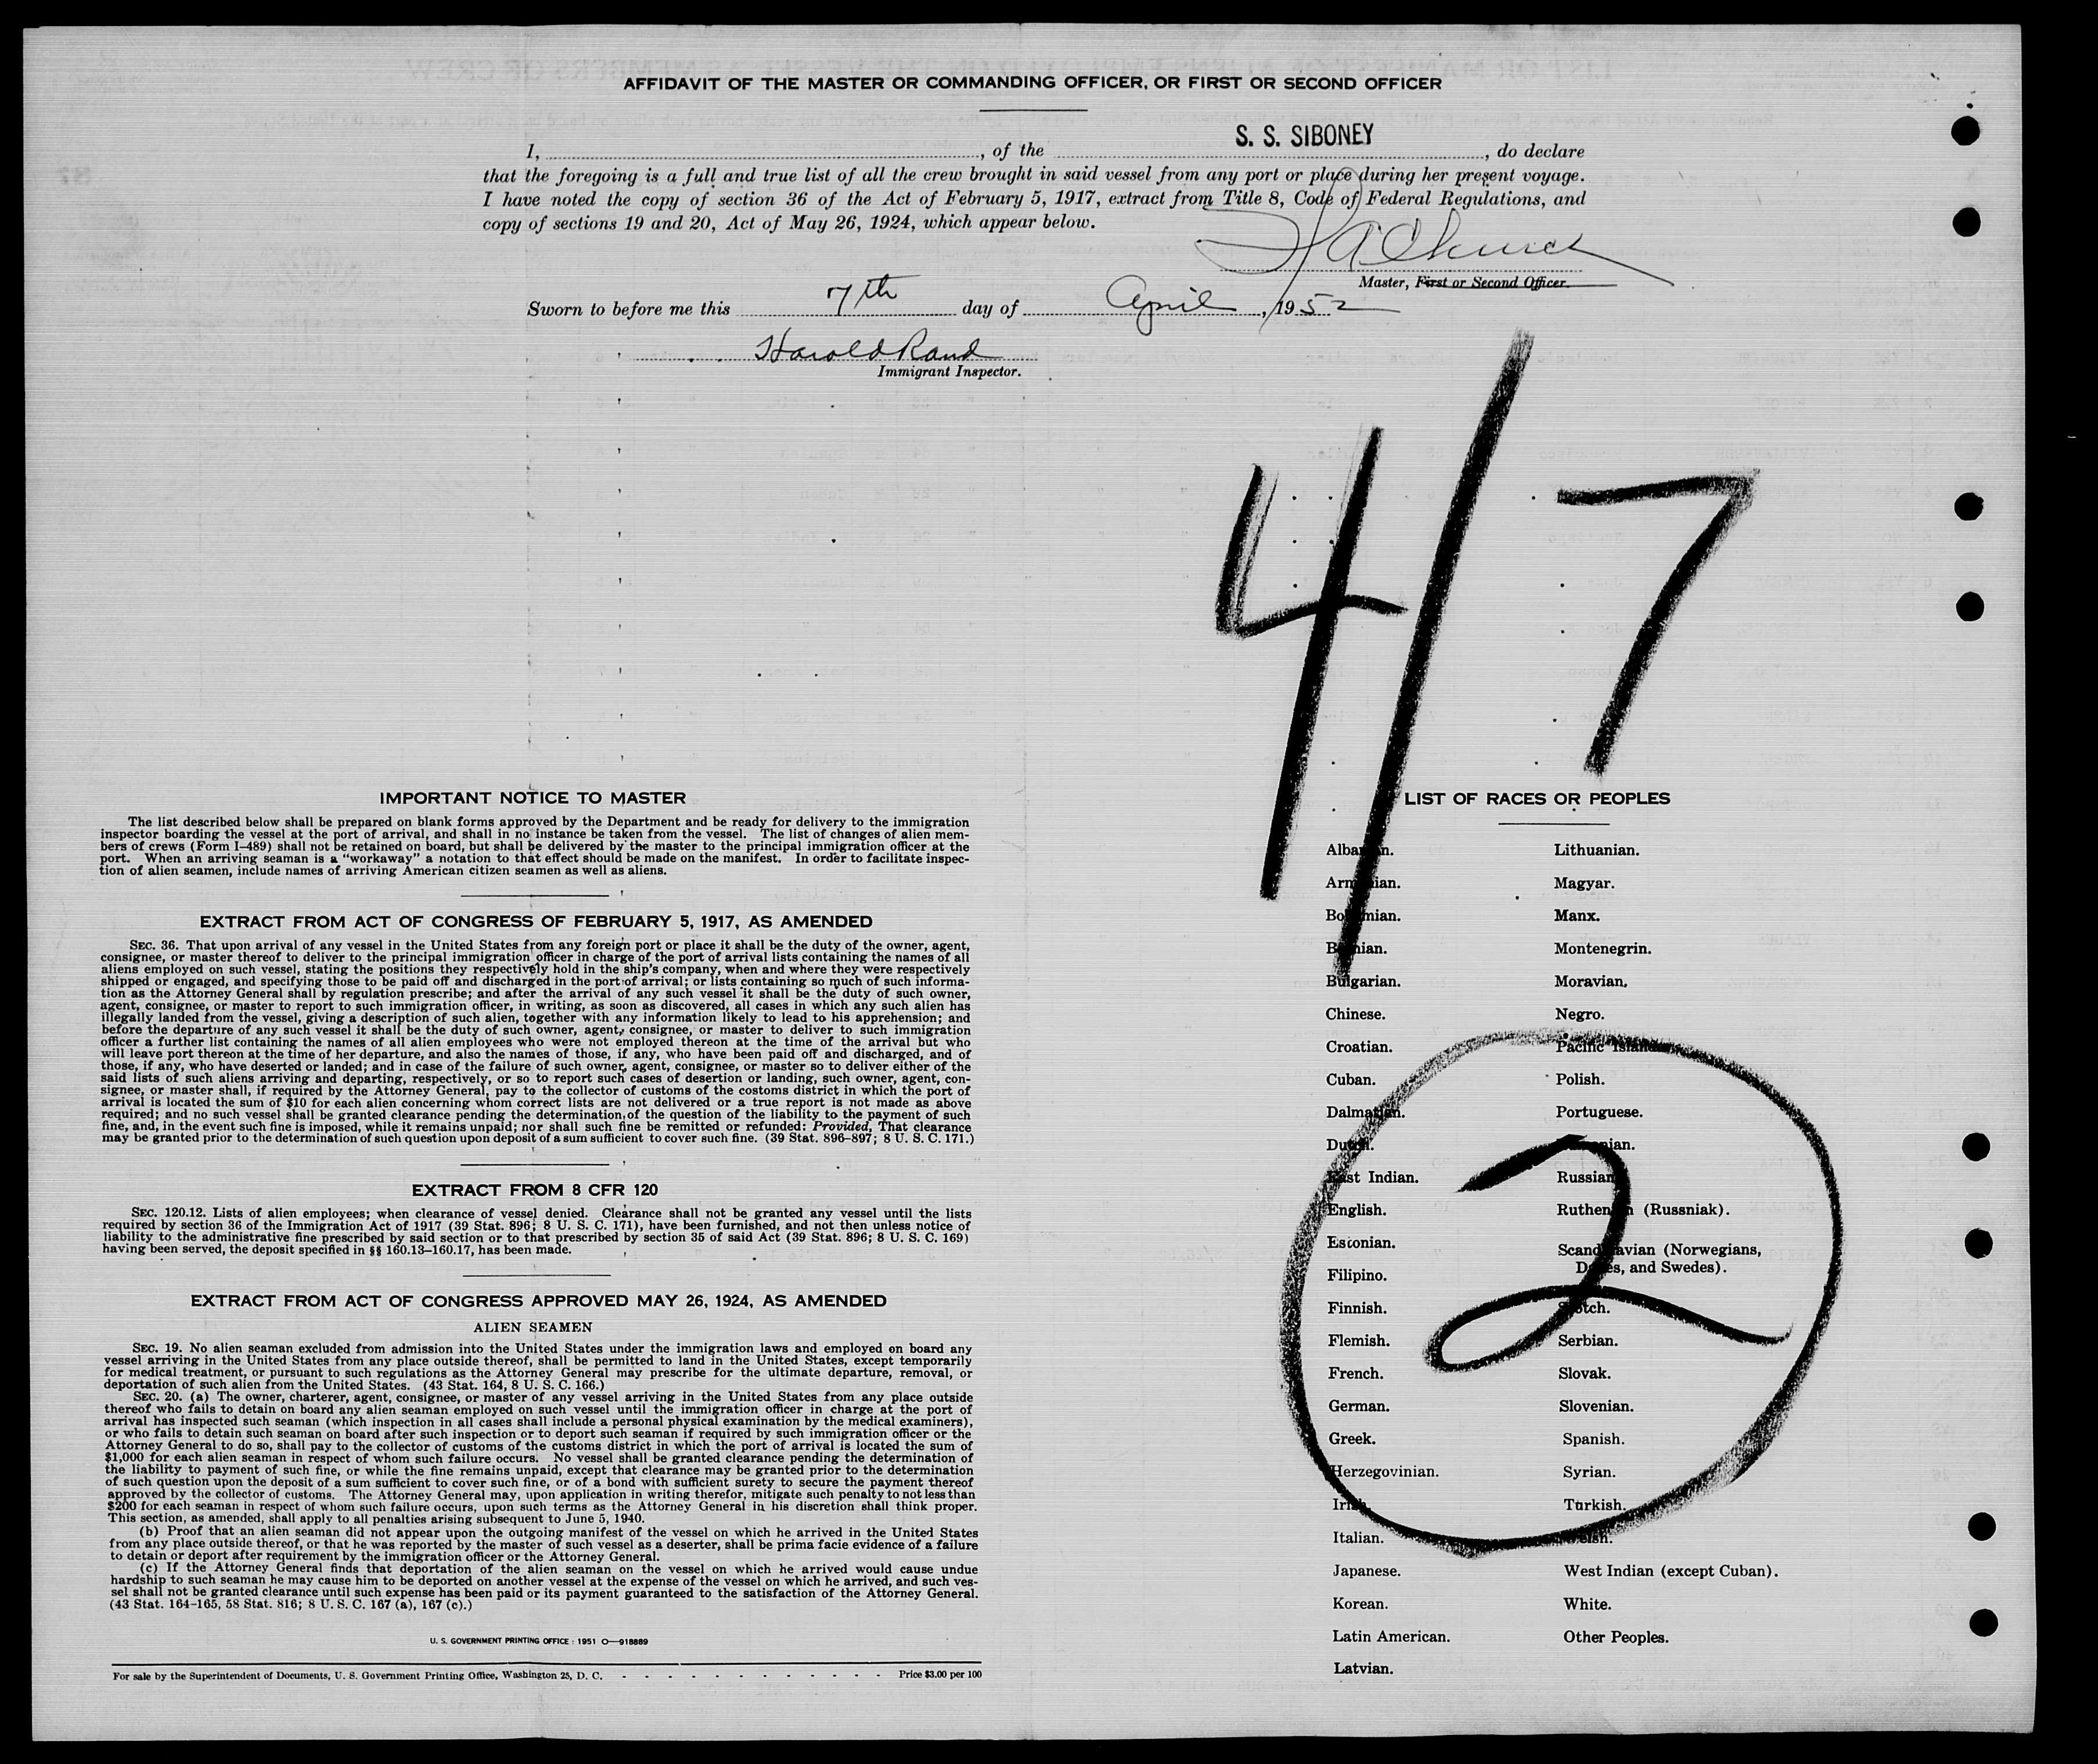 AFFIDAVIT OF THE MASTER OR COMMANDING OFFICER, OR FIRST OR SECOND OFFICER
I, , of the S. S. SIBONEY, do declare
that the foregoing is a full and true list of all the crew brought in said vessel from any port or place during her present voyage.
I have noted the copy of section 36 of the Act of February 5, 1917, extract from Title 8, Code of Federal Regulations, and
copy of sections 19 and 20, Act of May 26, 1924, which appear below.
Master, First or Second Officer.
Sworn to before me this 7th day of April, 1952
Harold Rand
Immigrant Inspector.
4/7
IMPORTANT NOTICE TO MASTER
The list described below shall be prepared on blank forms approved by the Department and be ready for delivery to the immigration
inspector boarding the vessel at the port of arrival, and shall in no instance be taken from the vessel. The list of changes of alien mem-
bers of crews (Form I-489) shall not be retained on board, but shall be delivered by the master to the principal immigration officer at the
port. When an arriving seaman is a "workaway" a notation to that effect should be made on the manifest. In order to facilitate inspec-
tion of alien seamen, include names of arriving American citizen seamen as well as aliens.
EXTRACT FROM ACT OF CONGRESS OF FEBRUARY 5, 1917, AS AMENDED
SEC. 36. That upon arrival of any vessel in the United States from any foreign port or place it shall be the duty of the owner, agent,
consignee, or master thereof to deliver to the principal immigration officer in charge of the port of arrival lists containing the names of all
aliens employed on such vessel, stating the positions they respectively hold in the ship's company, when and where they were respectively
shipped or engaged, and specifying those to be paid off and discharged in the port of arrival; or lists containing so much of such informa-
tion as the Attorney General shall by regulation prescribe; and after the arrival of any such vessel it shall be the duty of such owner,
agent, consignee, or master to report to such immigration officer, in writing, as soon as discovered, all cases in which any such alien has
illegally landed from the vessel, giving a description of such alien, together with any information likely to lead to his apprehension; and
before the departure of any such vessel it shall be the duty of such owner, agent, consignee, or master to deliver to such immigration
officer a further list containing the names of all alien employees who were not employed thereon at the time of the arrival but who
will leave port thereon at the time of her departure, and also the names of those, if any, who have been paid off and discharged, and of
those, if any, who have deserted or landed; and in case of the failure of such owner, agent, consignee, or master so to deliver either of the
said lists of such aliens arriving and departing, respectively, or so to report such cases of desertion or landing, such owner, agent, con-
signee, or master shall, if required by the Attorney General, pay to the collector of customs of the costoms district in which the port of
arrival is located the sum of $10 for each alien concerning whom correct lists are not delivered or a true report is not made as above
required; and no such vessel shall be granted clearance pending the determination of the question of the liability to the payment of such
fine, and, in the event such fine is imposed, while it remains unpaid; nor shall such fine be remitted or refunded: Provided, That clearance
may be granted prior to the determination of such question upon deposit of a sum sufficient to cover such fine. (39 Stat. 896-897; 8 U. S. C. 171.)
EXTRACT FROM 8 CFR 120
SEC. 120.12. Lists of alien employees; when clearance of vessel denied. Clearance shall not be granted any vessel until the lists
required by section 36 of the Immigration Act of 1917 (39 Stat. 896; 8 U. S. C. 171), have been furnished, and not then unless notice of
liability to the administrative fine prescribed by said section or to that prescribed by section 35 of said Act (39 Stat. 896; 8 U. S. C. 169)
having been served, the deposit specified in §§ 160.13-160.17, has been made.
EXTRACT FROM ACT OF CONGRESS APPROVED MAY 26, 1924, AS AMENDED
ALIEN SEAMEN
SEC. 19. No alien seaman excluded from admission into the United States under the immigration laws and employed on board any
vessel arriving in the United States from any place outside thereof, shall be permitted to land in the United States, except temporarily
for medical treatment, or pursuant to such regulations as the Attorney General may prescribe for the ultimate departure, removal, or
deportation of such alien from the United States. (43 Stat. 164, 8 U. S. C. 166.)
SEC. 20. (a) The owner, charterer, agent, consignee, or master of any vessel arriving in the United States from any place outside
thereof who fails to detain on board any alien seaman employed on such vessel until the immigration officer in charge at the port of
arrival has inspected such seaman (which inspection in all cases shall include a personal physical examination by the medical examiners),
or who fails to detain such seaman on board after such inspection or to deport such seaman if required by such immigration officer or the
Attorney General to do so, shall pay to the collector of customs of the customs district in which the port of arrival is located the sum of
$1,000 for each alien seaman in respect of whom such failure occurs. No vessel shall be granted clearance pending the determination of
the liability to payment of such fine, or while the fine remains unpaid, except that clearance may be granted prior to the determination
of such question upon the deposit of a sum sufficient to cover such fine, or of a bond with sufficient surety to secure the payment thereof
approved by the collector of customs. The Attorney General may, upon application in writing therefor, mitigate such penalty to not less than
$200 for each seaman in respect of whom such failure occurs, upon such terms as the Attorney General in his discretion shall think proper.
This section, as amended, shall apply to all penalties arising subsequent to June 5, 1940.
(b) Proof that an alien seaman did not appear upon the outgoing manifest of the vessel on which he arrived in the United States
from any place outside thereof, or that he was reported by the master of such vessel as a deserter, shall be prima facie evidence of a failure
to detain or deport after requirement by the immigration officer or the Attorney General.
(c) If the Attorney General finds that deportation of the alien seaman on the vessel on which he arrived would cause undue
hardship to such seaman he may cause him to be deported on another vessel at the expense of the vessel on which he arrived, and such ves-
sel shall not be granted clearance until such expense has been paid or its payment guaranteed to the satisfaction of the Attorney General.
(43 Stat. 164-165, 58 Stat. 816; 8 U. S. C. 167 (a), 167 (c).)
U. S. GOVERNMENT PRINTING OFFICE : 1951 O—918889
For sale by the Superintendent of Documents, U. S. Government Printing Office, Washington 25, D. C. - - - - - - - - - - - - Price $3.00 per 100
LIST OF RACES OR PEOPLES
Albanian.
Armenian.
Bohemian.
Bosnian.
Bulgarian.
Chinese.
Croatian.
Cuban.
Dalmatian.
Dutch.
East Indian.
English.
Estonian.
Filipino.
Finnish.
Flemish.
French.
German.
Greek.
Herzegovinian.
Irish.
Italian.
Japanese.
Korean.
Latin American.
Latvian.
Lithuanian.
Magyar.
Manx.
Montenegrin.
Moravian.
Negro.
Pacific Islander.
Polish.
Portuguese.
Russian.
Ruthenian (Russniak).
Scandinavian (Norwegians,
Danes, and Swedes).
Scotch.
Serbian.
Slovak.
Slovenian.
Spanish.
Syrian.
Turkish.
Welsh.
West Indian (except Cuban).
White.
Other Peoples.
2